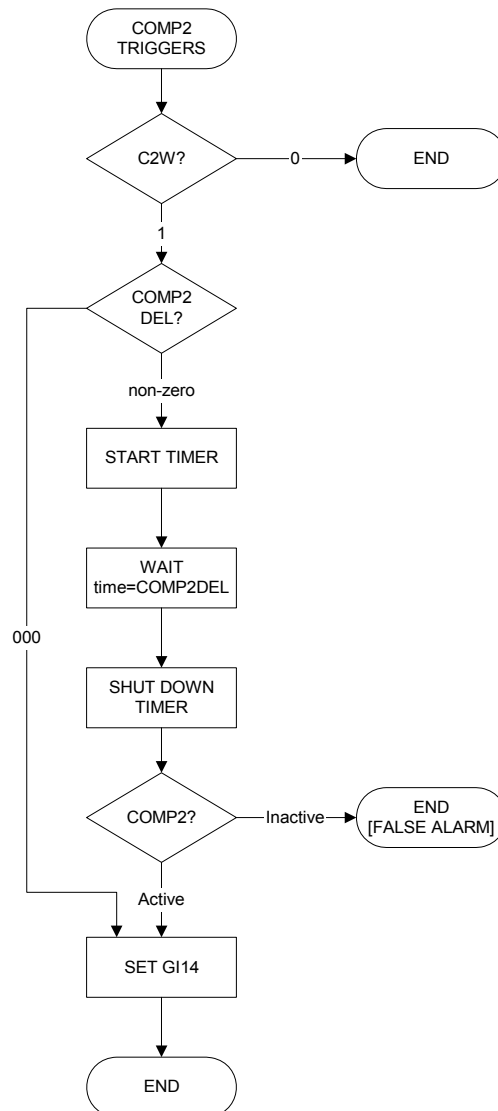 COMP2
TRIGGERS
C2W?
0
END
1
COMP2
DEL?
non-zero
START TIMER
WAIT
time=COMP2DEL
000
SHUT DOWN
TIMER
COMP2?
Inactive
END
[FALSE ALARM]
Active
SET GI14
END